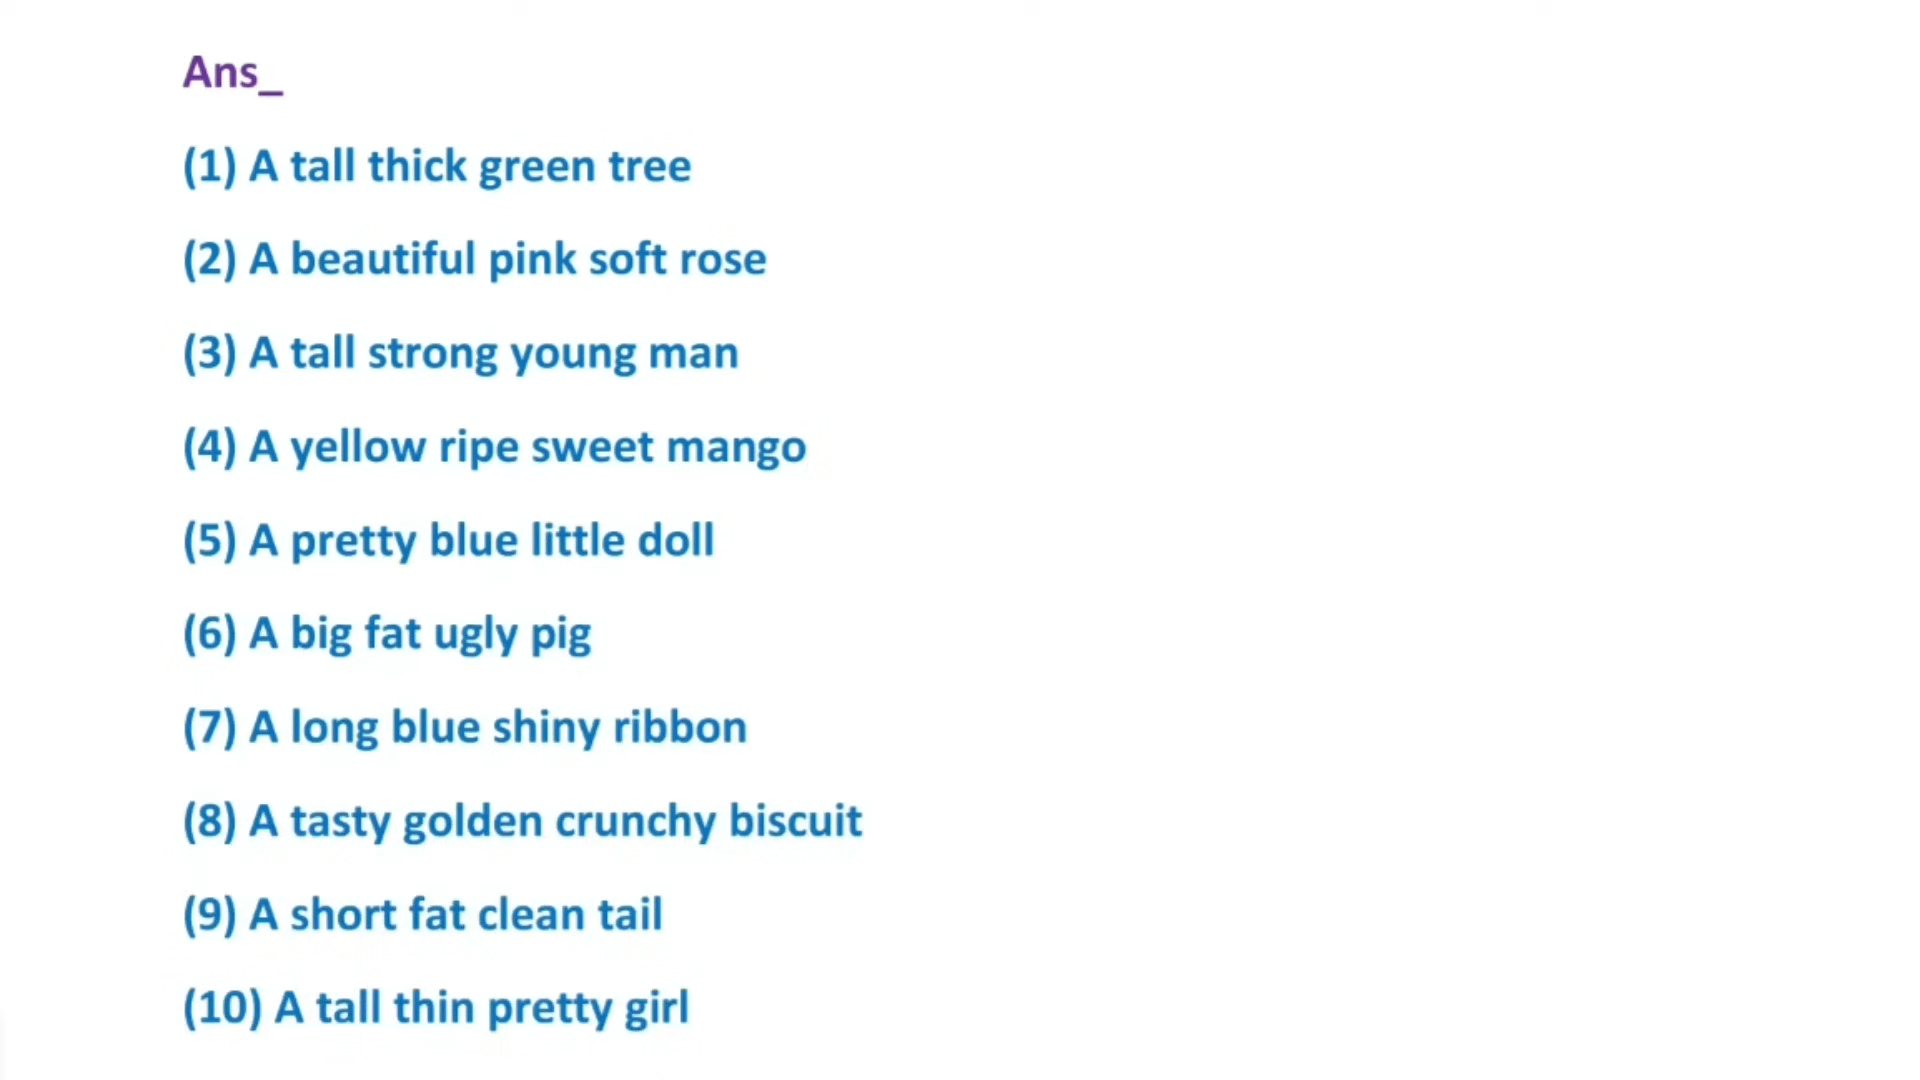 Ans_
(1) A tall thick green tree
(2) A beautiful pink soft rose
(3) A tall strong young man
(4) A yellow ripe sweet mango
(5) A pretty blue little doll
(6) A big fat ugly pig
(7) A long blue shiny ribbon
(8) A tasty golden crunchy biscuit
(9) A short fat clean tail
(10) A tall thin pretty girl